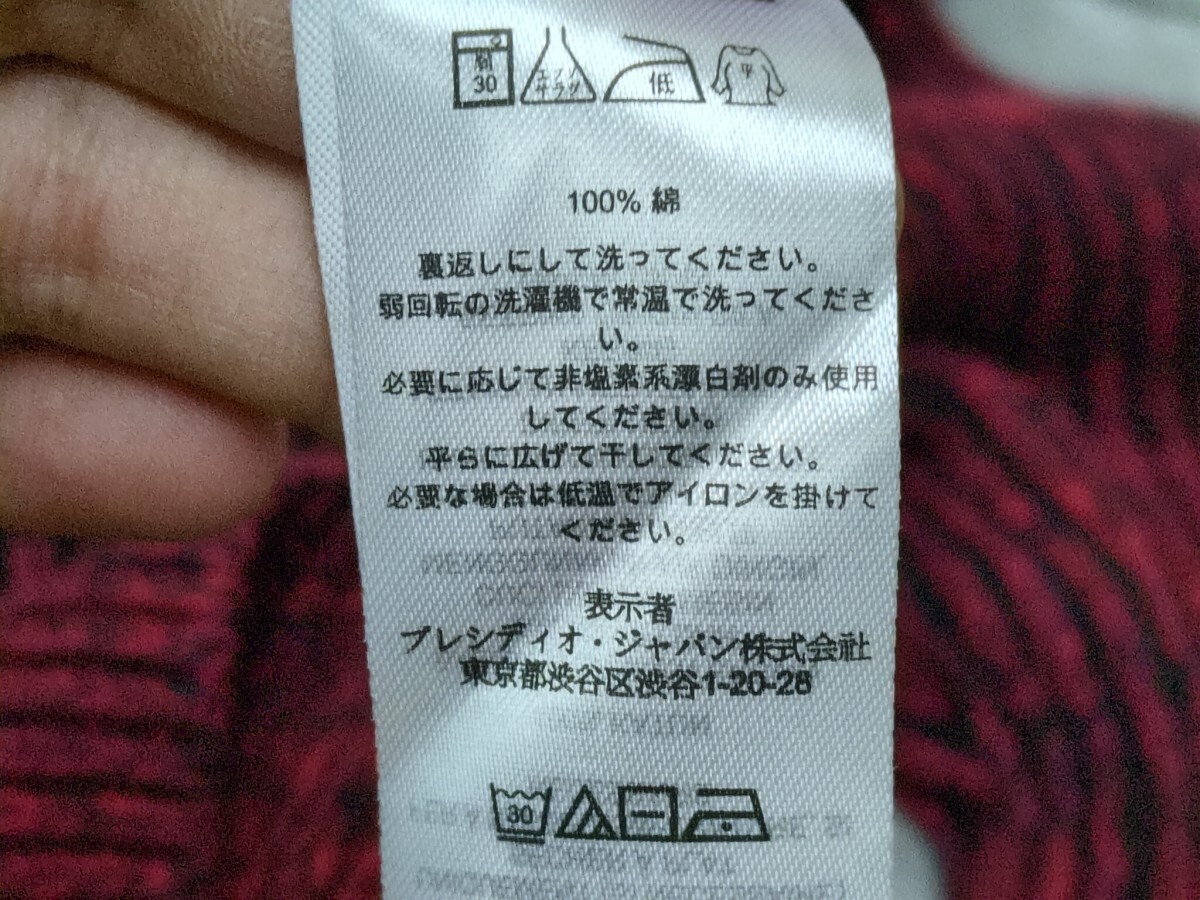 弱
30
エンソ
サラシ
低
平
100% 綿
裏返しにして洗ってください。
弱回転の洗濯機で常温で洗ってくださ
い。
必要に応じて非塩素系漂白剤のみ使用
してください。
平らに広げて干してください。
必要な場合は低温でアイロンを掛けて
ください。
表示者
プレシディオ・ジャパン株式会社
東京都渋谷区渋谷1-20-28
30